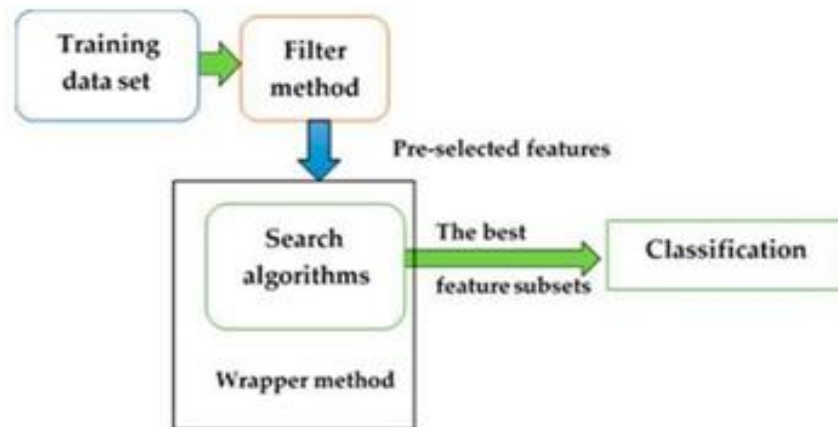 Training
data set
Filter
method
Pre-selected features
Search
algorithms
The best
feature subsets
Classification
Wrapper method